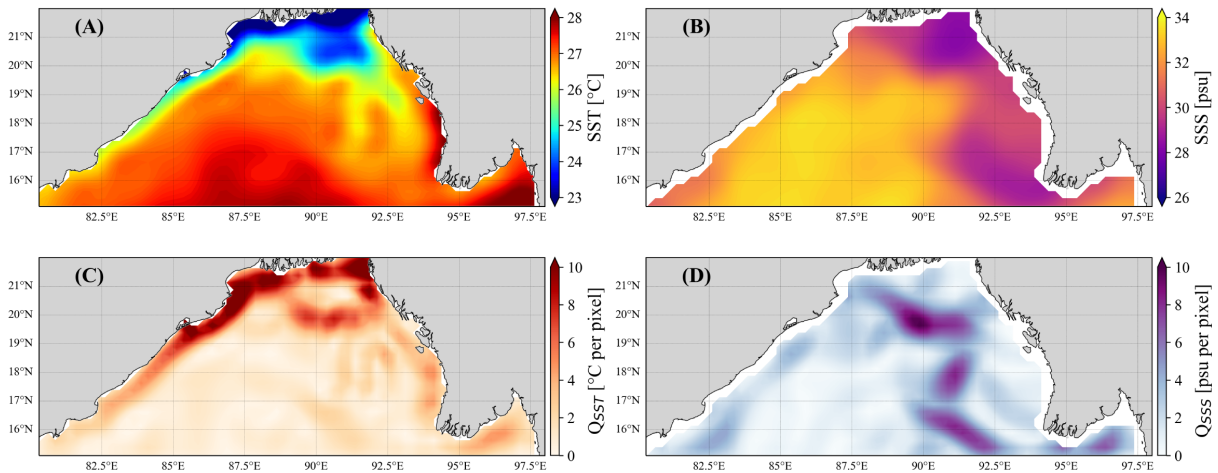 (A)
21°N
20°N
19°N
18°N
17°N
16°N
82.5°E 85°E 87.5°E 90°E 92.5°E 95°E 97.5°E
28
27
26
25
24
23
SST [°C]
(B)
21°N
20°N
19°N
18°N
17°N
16°N
82.5°E 85°E 87.5°E 90°E 92.5°E 95°E 97.5°E
34
32
30
28
26
SSS [psu]
(C)
21°N
20°N
19°N
18°N
17°N
16°N
82.5°E 85°E 87.5°E 90°E 92.5°E 95°E 97.5°E
10
8
6
4
2
0
QSST [°C per pixel]
(D)
21°N
20°N
19°N
18°N
17°N
16°N
82.5°E 85°E 87.5°E 90°E 92.5°E 95°E 97.5°E
10
8
6
4
2
0
QSSS [psu per pixel]